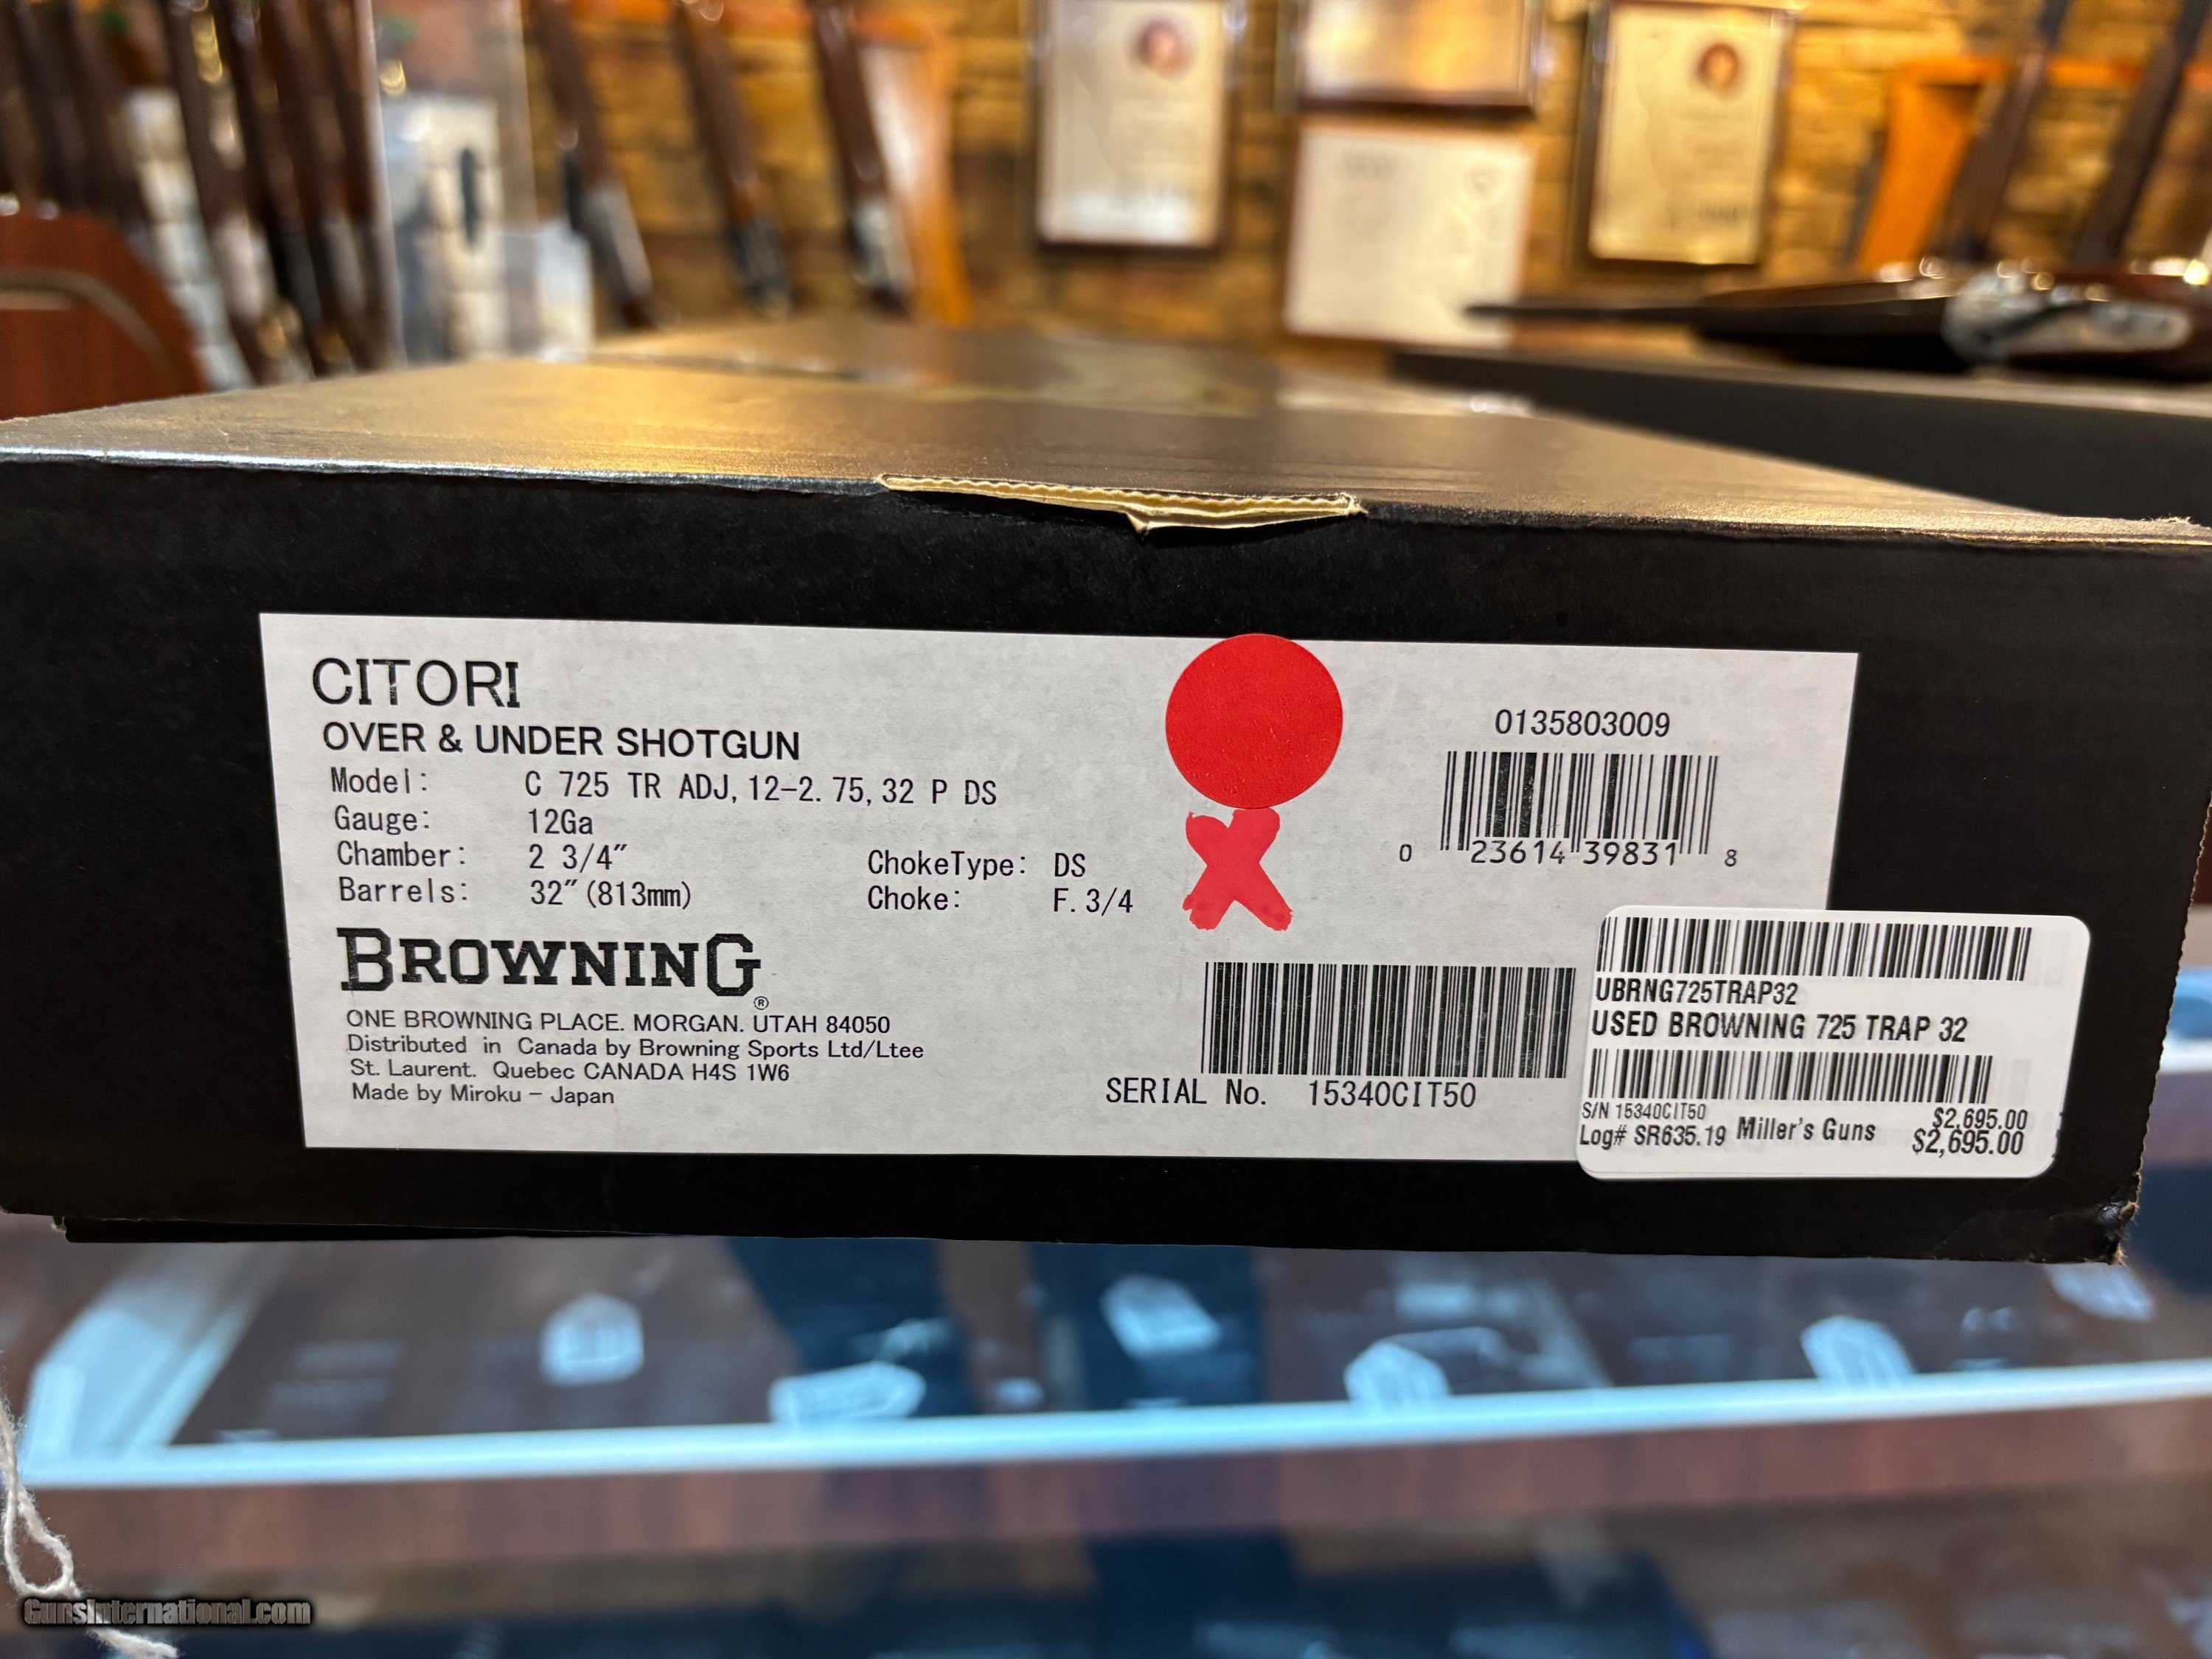 CITORI
OVER & UNDER SHOTGUN
Model: C 725 TR ADJ, 12-2.75, 32 P DS
Gauge: 12Ga
Chamber: 2 3/4" ChokeType: DS
Barrels: 32"(813mm) Choke: F.3/4
BROWNING®
ONE BROWNING PLACE. MORGAN. UTAH 84050
Distributed in Canada by Browning Sports Ltd/Ltee
St. Laurent. Quebec CANADA H4S 1W6
Made by Miroku - Japan
X
0135803009
0 23614 39831 8
SERIAL No. 15340CIT50
UBRNG725TRAP32
USED BROWNING 725 TRAP 32
S/N 15340CIT50 $2,695.00
Log# SR635.19 Miller's Guns $2,695.00
GunsInternational.com